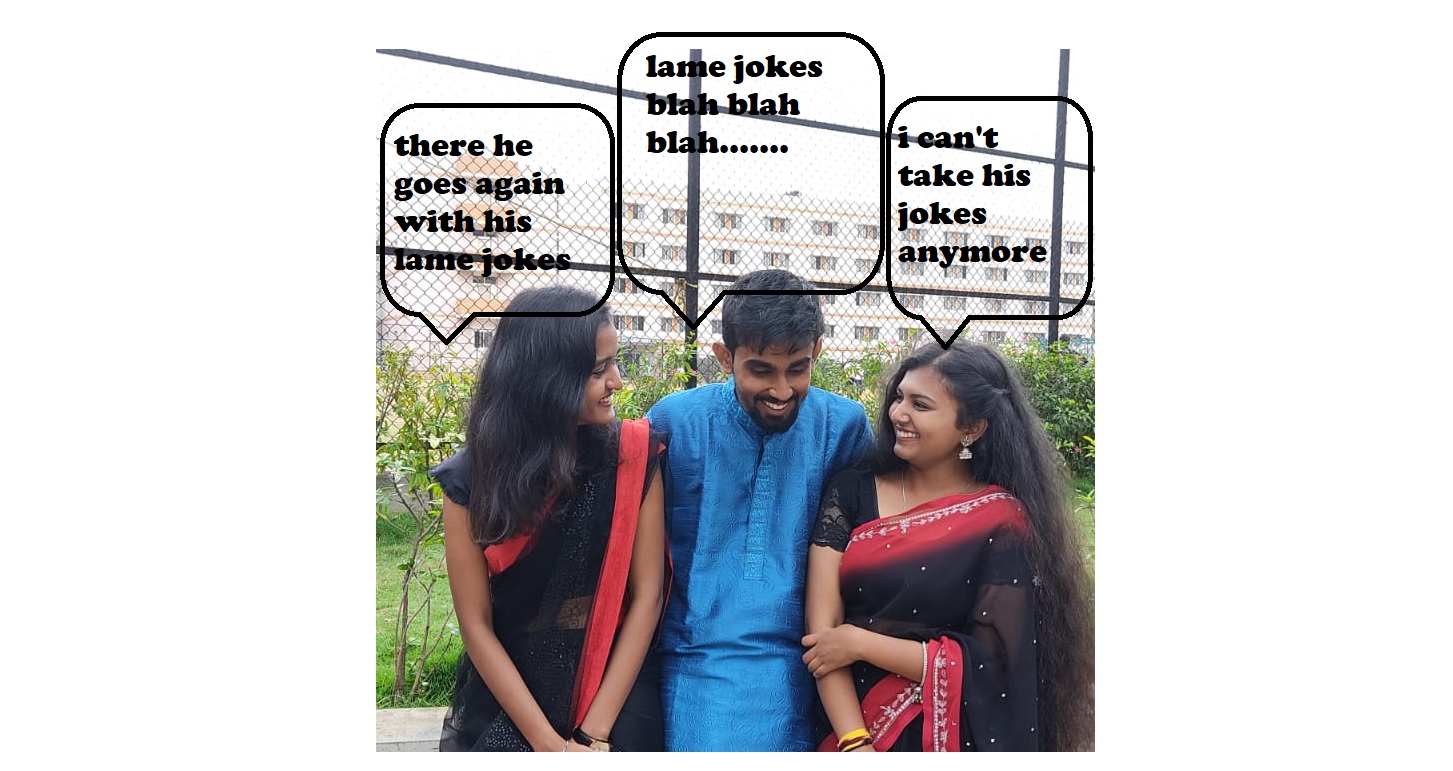 there he
goes again
with his
lame jokes
lame jokes
blah blah
blah.......
i can't
take his
jokes
anymore